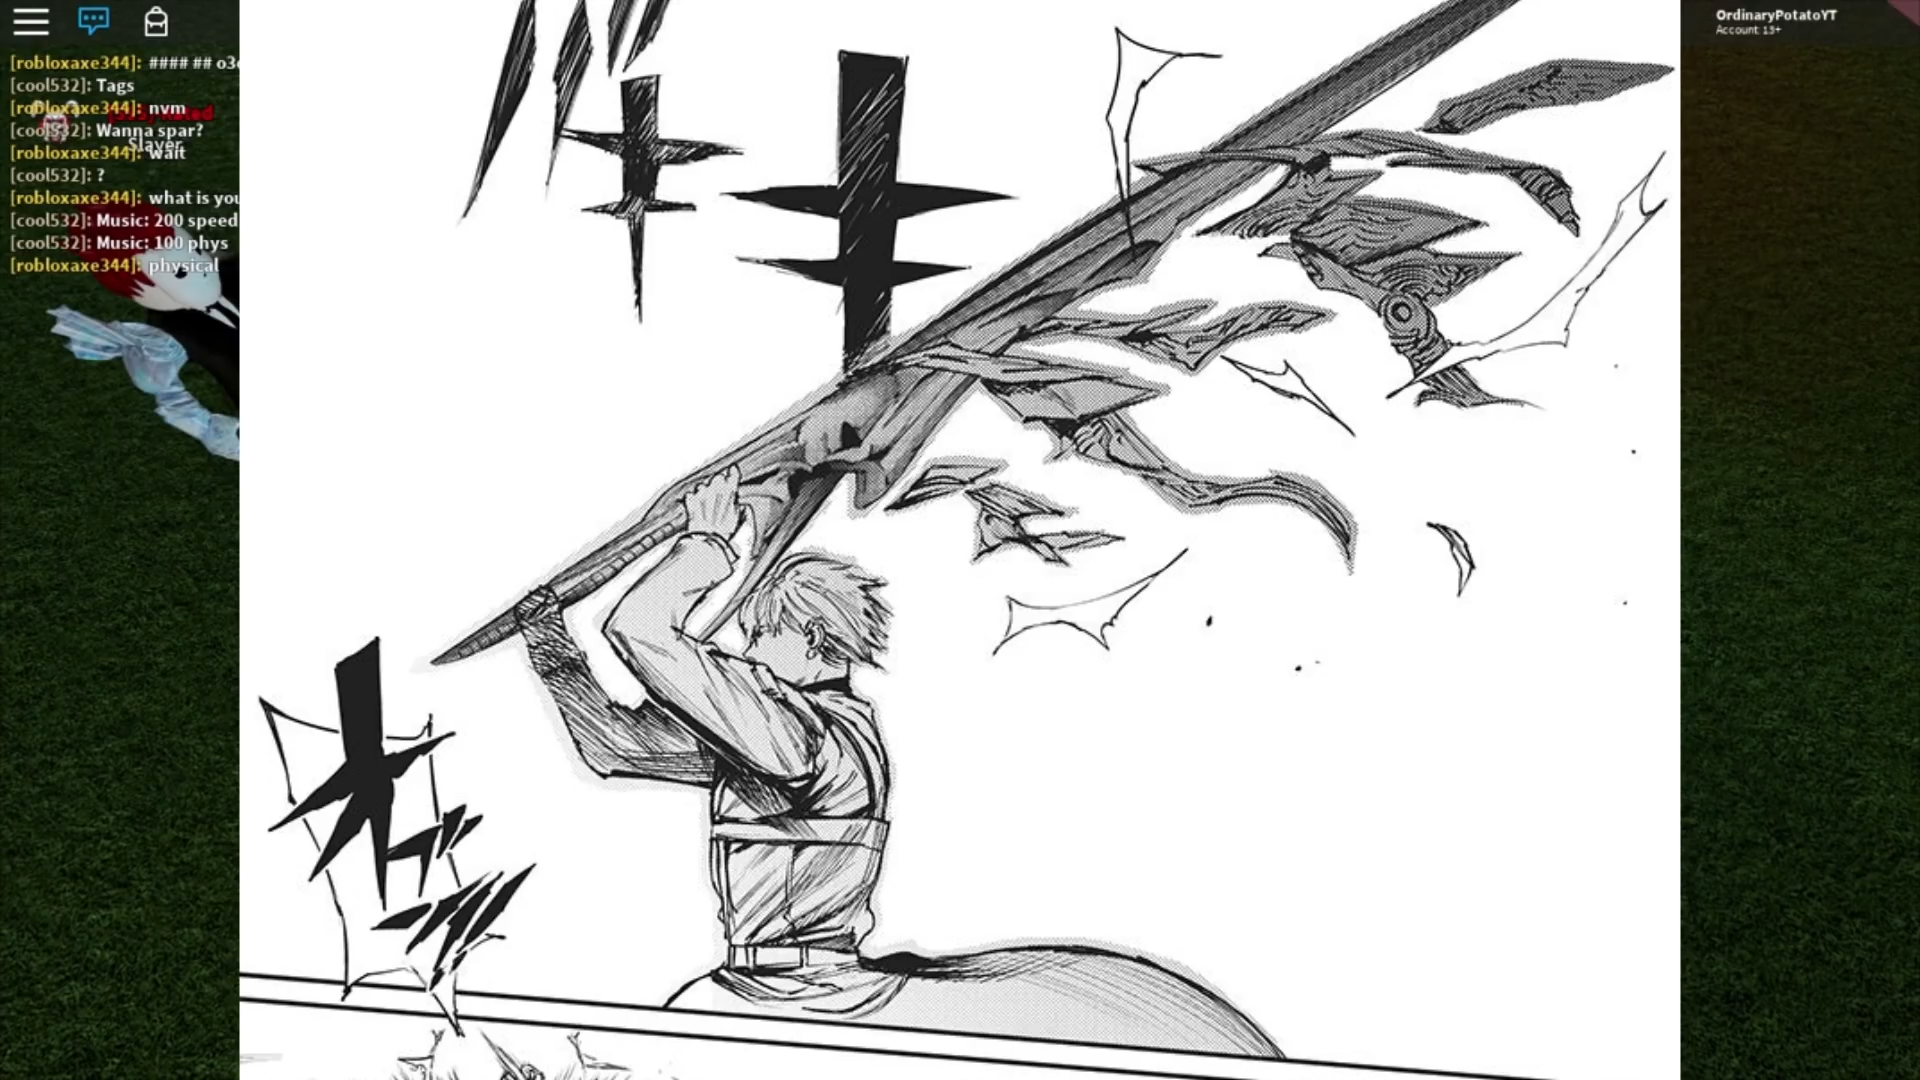 OrdinaryPotatoYT
Account: 13+
[robloxaxe344]: #### ## o3
[cool532]: Tags
[robloxaxe344]: nvm
[cool532]: Wanna spar?
Slayer
[robloxaxe344]: wait
[cool532]: ?
[robloxaxe344]: what is you
[cool532]: Music: 200 speed
[cool532]: Music: 100 phys
[robloxaxe344]: physical